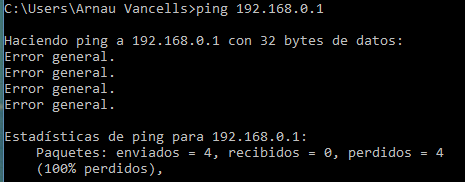 C:\Users\Arnau Vancells>ping 192.168.0.1
Haciendo ping a 192.168.0.1 con 32 bytes de datos:
Error general.
Error general.
Error general.
Error general.
Estadísticas de ping para 192.168.0.1:
Paquetes: enviados = 4, recibidos = 0, perdidos = 4
(100% perdidos),